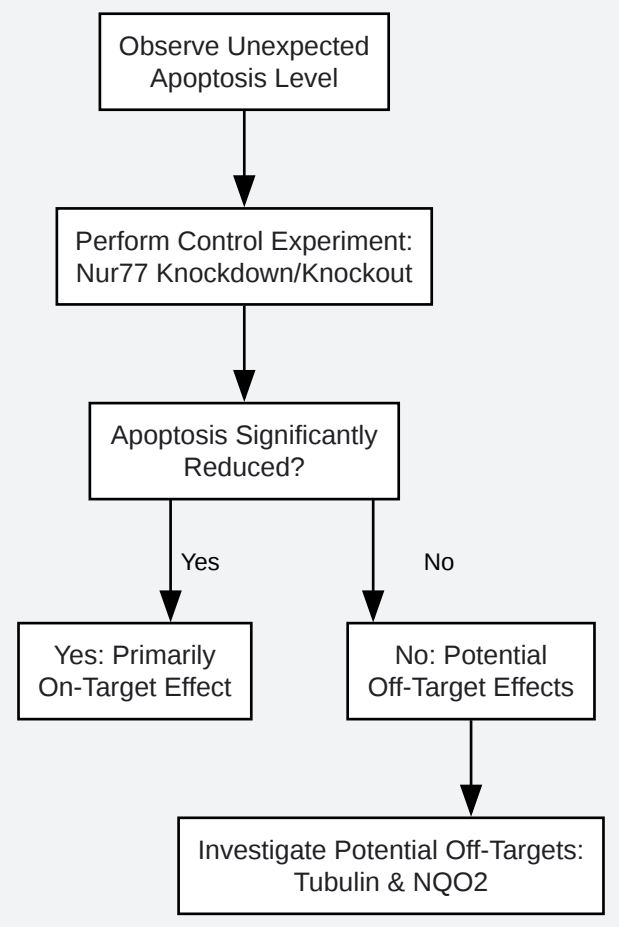 Observe Unexpected
Apoptosis Level
Perform Control Experiment:
Nur77 Knockdown/Knockout
Apoptosis Significantly
Reduced?
Yes
No
Yes: Primarily
On-Target Effect
No: Potential
Off-Target Effects
Investigate Potential Off-Targets:
Tubulin & NQO2